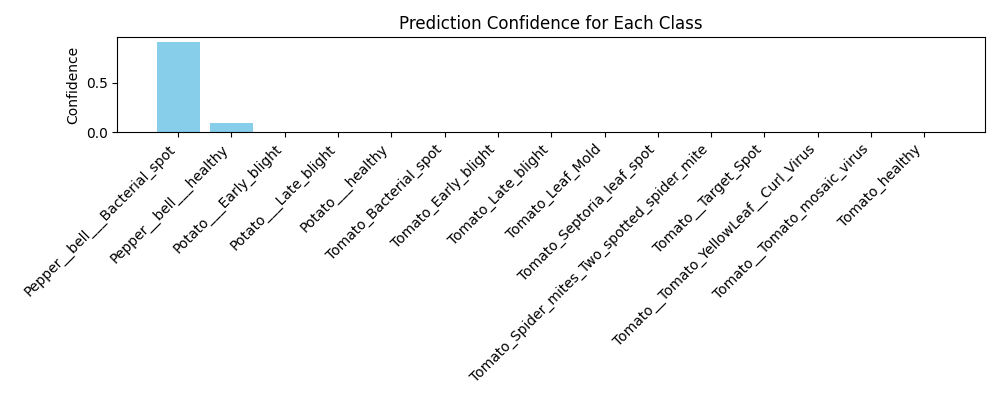 Prediction Confidence for Each Class
Confidence
0.5
0.0
Pepper__bell___Bacterial_spot
Pepper__bell___healthy
Potato___Early_blight
Potato___Late_blight
Potato___healthy
Tomato_Bacterial_spot
Tomato_Early_blight
Tomato_Late_blight
Tomato_Leaf_Mold
Tomato_Septoria_leaf_spot
Tomato_Spider_mites_Two_spotted_spider_mite
Tomato__Target_Spot
Tomato__Tomato_YellowLeaf__Curl_Virus
Tomato__Tomato_mosaic_virus
Tomato_healthy